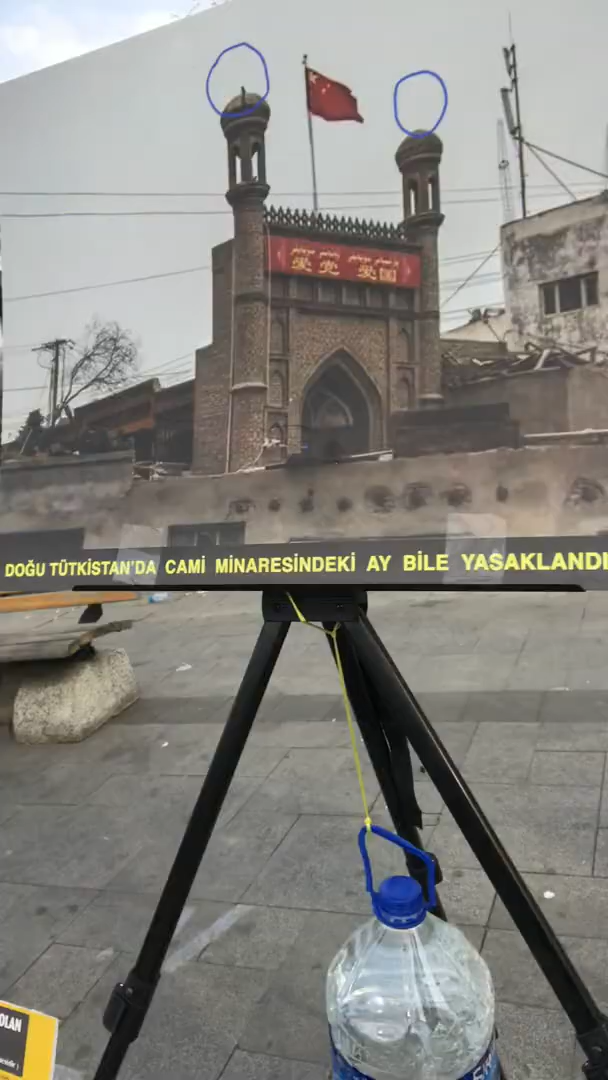 爱党 爱国
DOĞU TÜTKİSTAN'DA CAMİ MİNARESİNDEKİ AY BİLE YASAKLANDI
OLAN